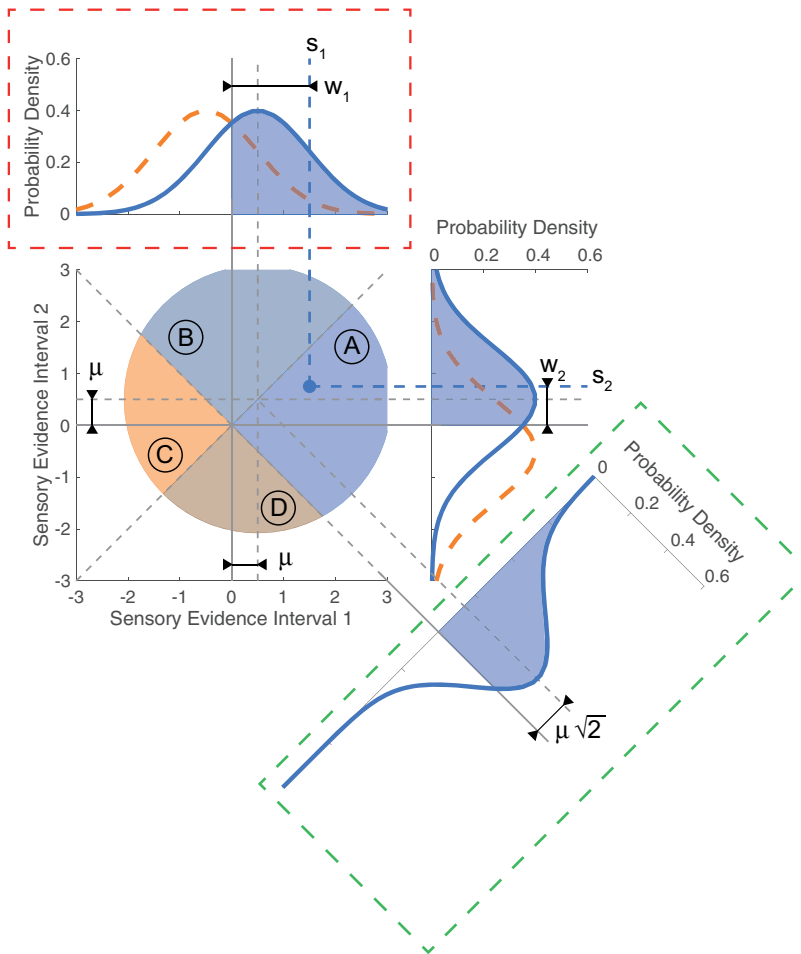 s1
w1
Probability Density
0.6
0.4
0.2
0
Probability Density
0 0.2 0.4 0.6
3
2
1
0
-1
-2
-3
Sensory Evidence Interval 2
μ
B
A
C
D
μ
w2
s2
-3 -2 -1 0 1 2 3
Sensory Evidence Interval 1
0 0.2 0.4 0.6
Probability Density
μ √2